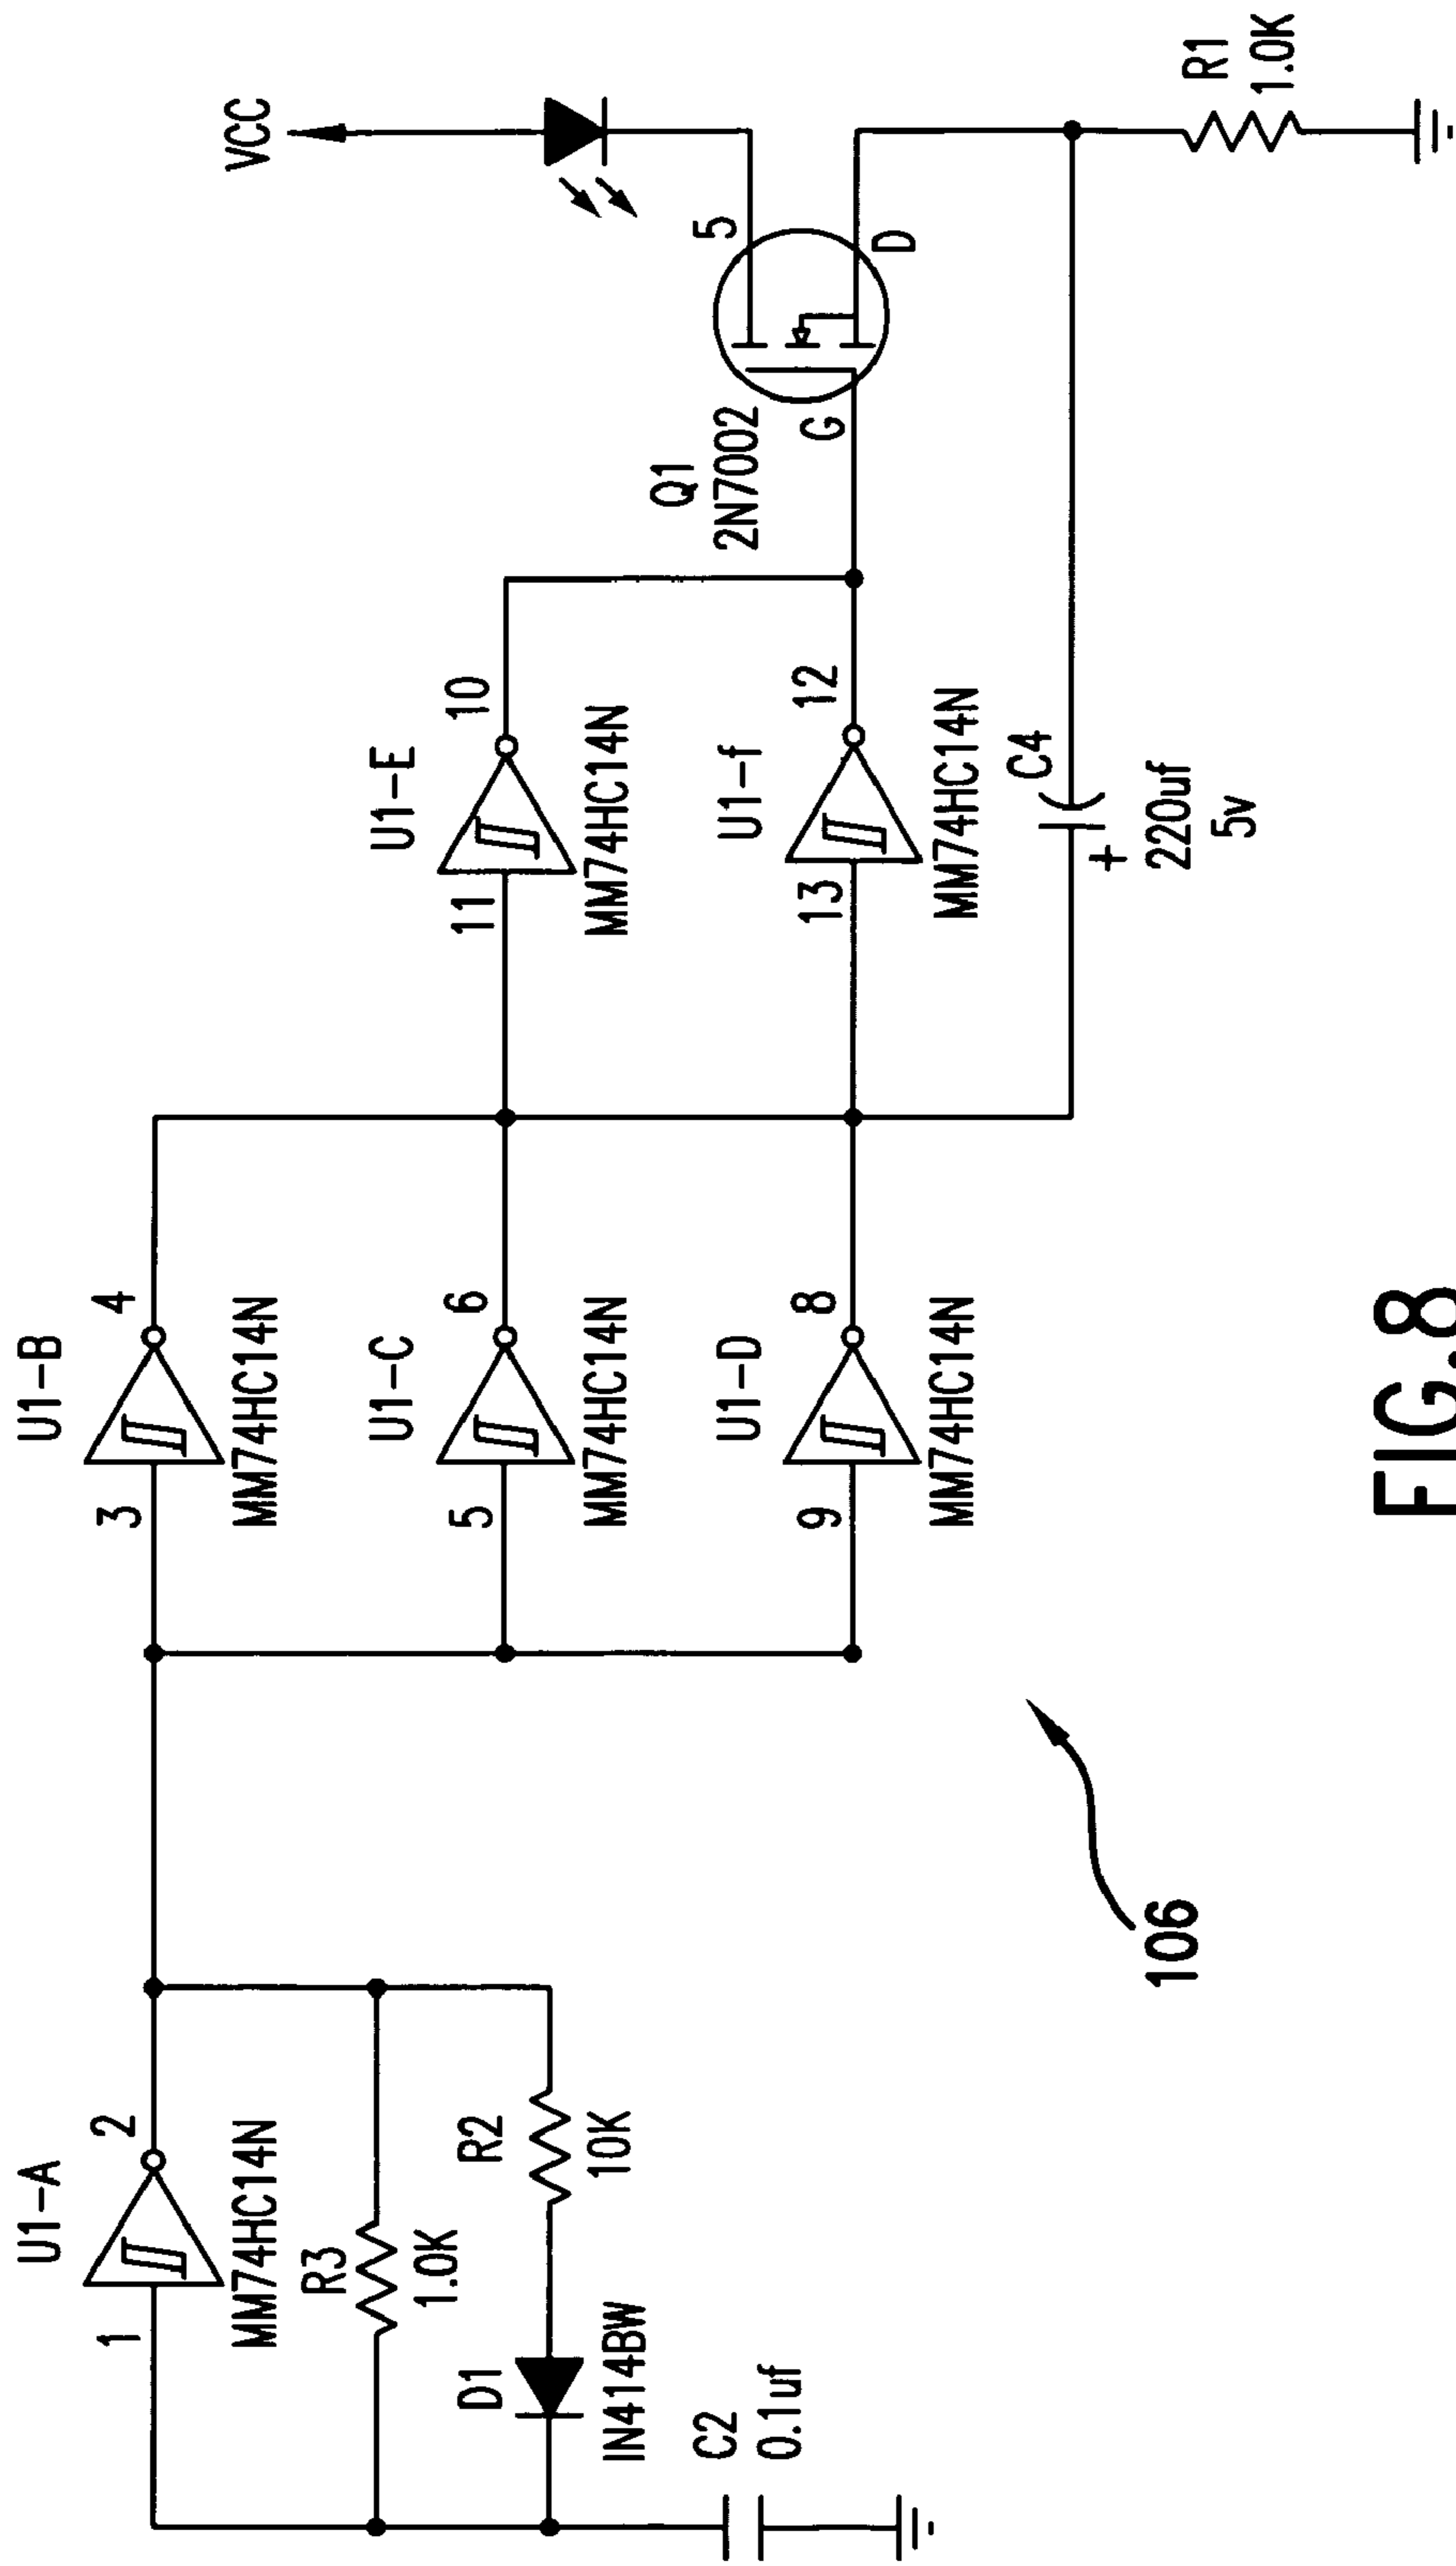 U1-A
1
2
MM74HC14N
R3
1.0K
D1
IN414BW
R2
10K
C2
0.1uf
U1-B
3
4
MM74HC14N
U1-C
5
6
MM74HC14N
U1-D
9
8
MM74HC14N
U1-E
11
10
MM74HC14N
U1-f
13
12
MM74HC14N
C4
+
220uf
5v
Q1
2N7002
G
5
D
VCC
R1
1.0K
106
FIG.8